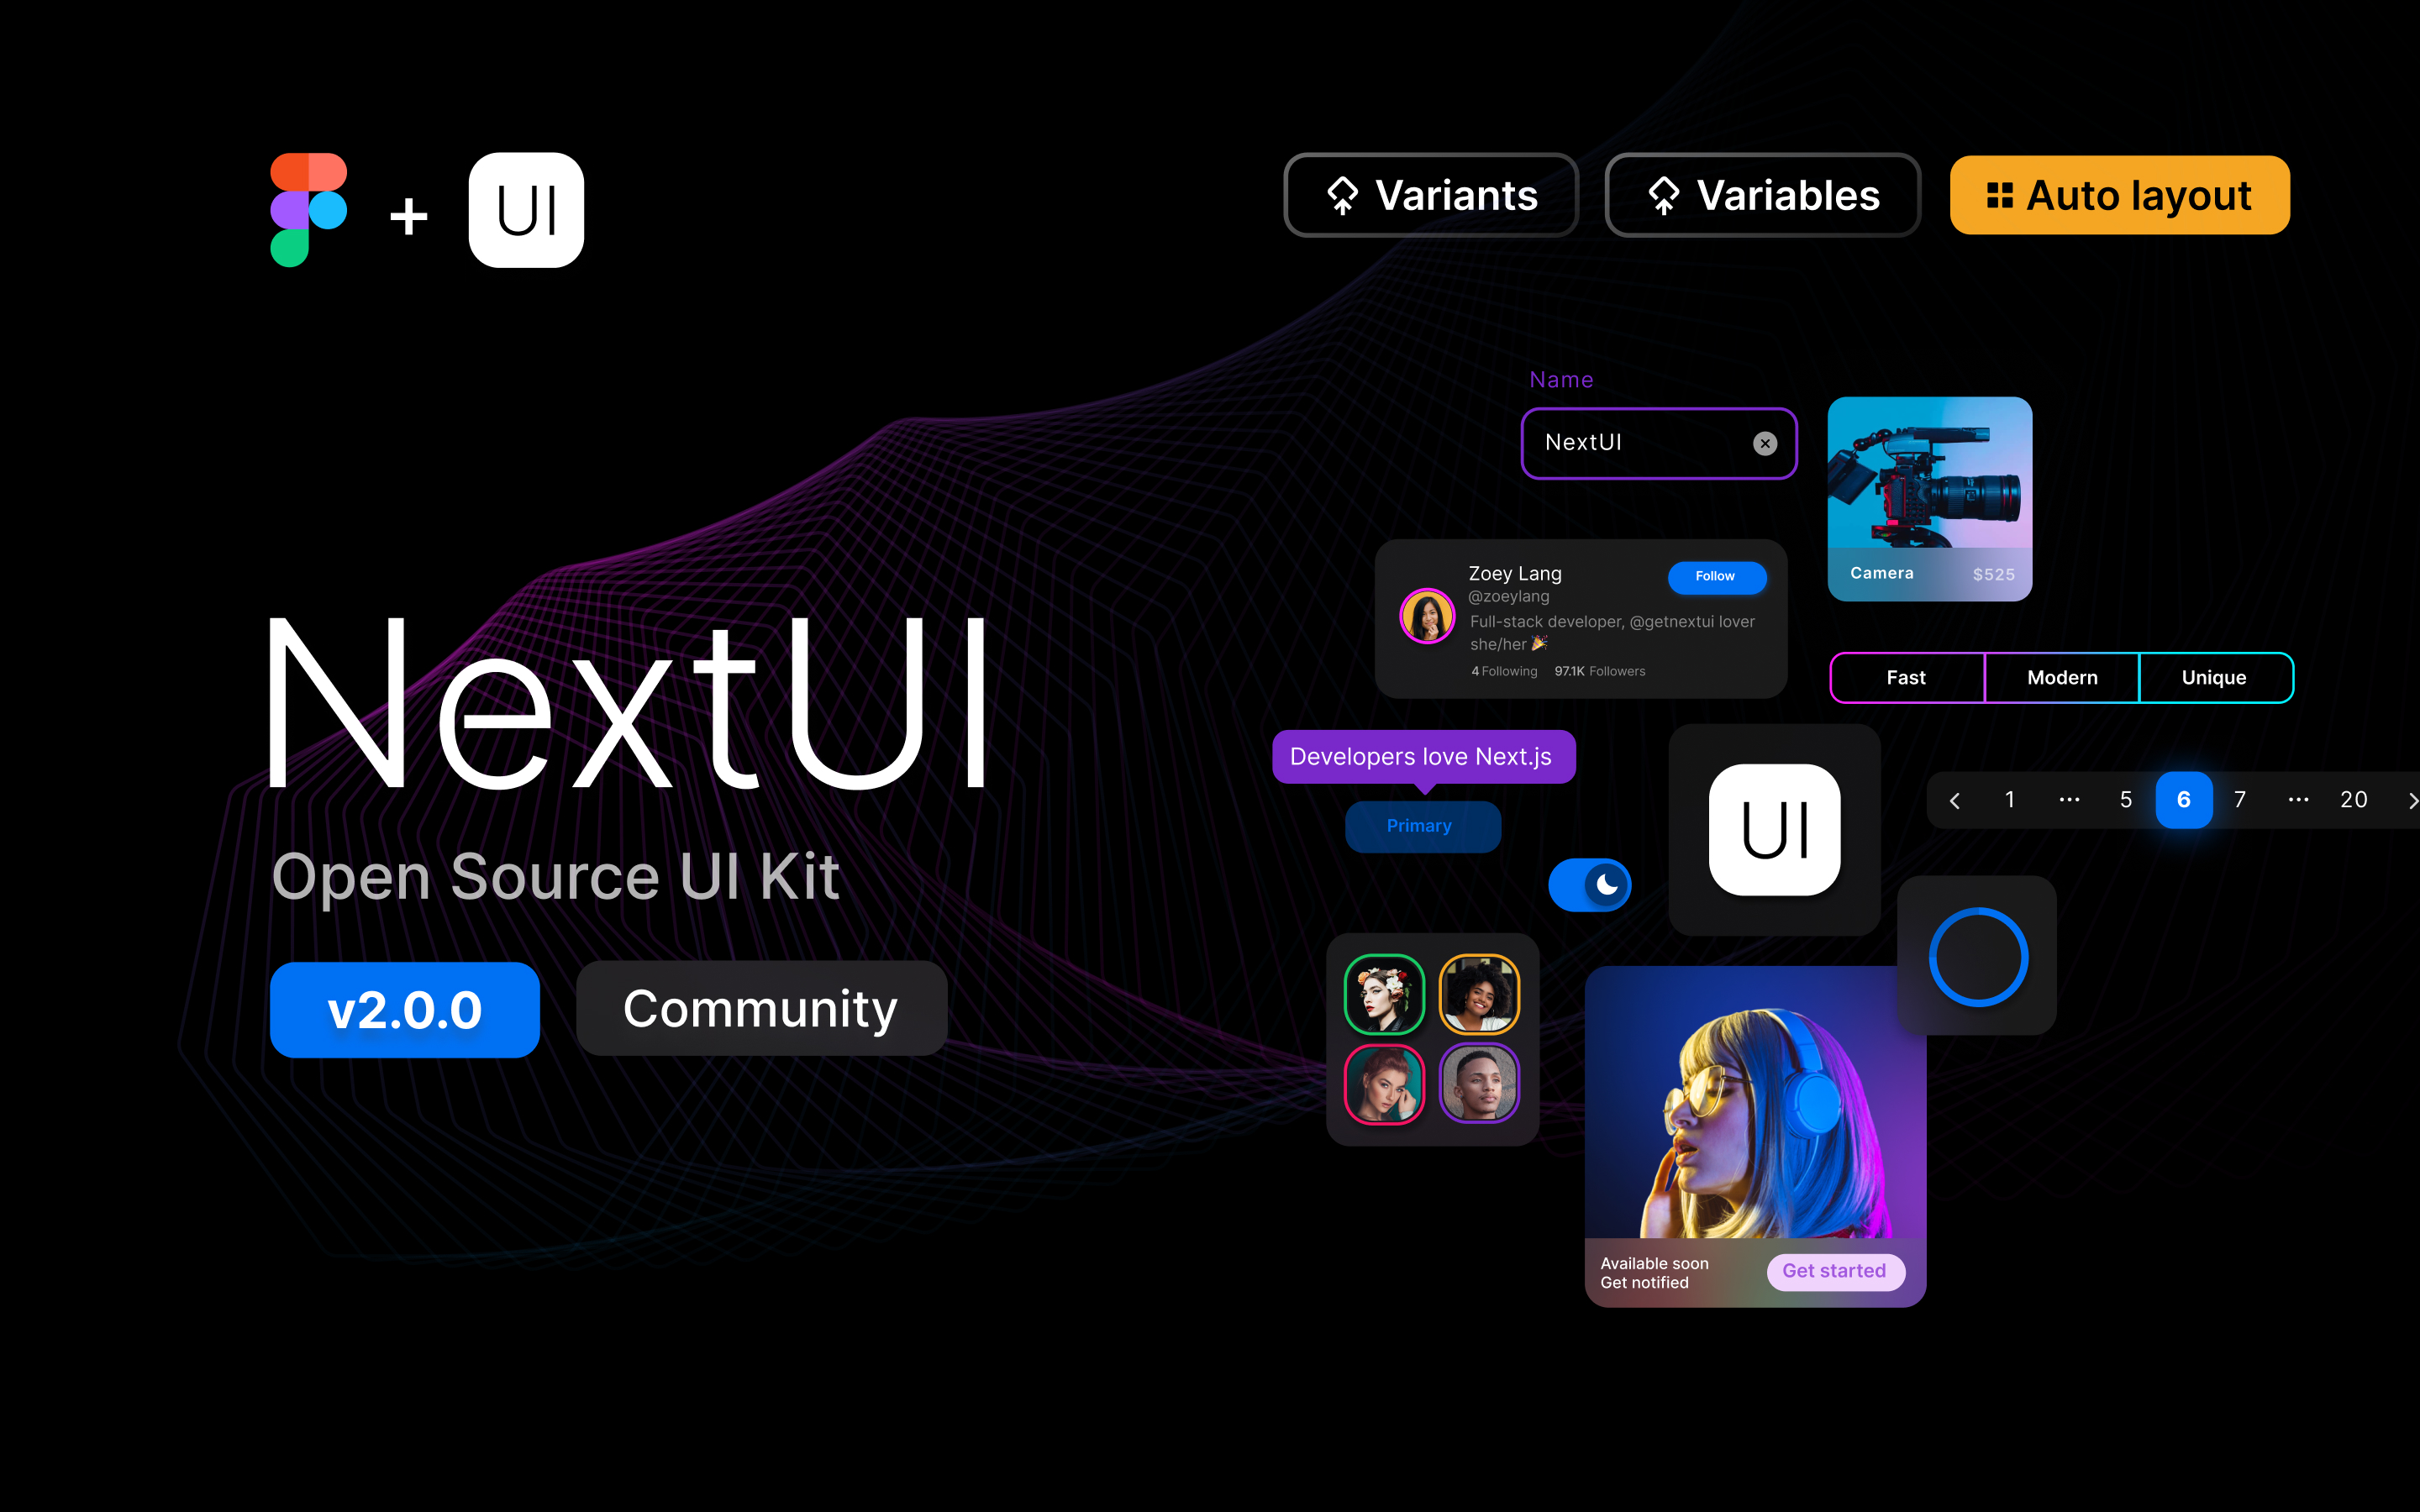 +
UI
Variants
Variables
Auto layout
NextUI
Open Source UI Kit
v2.0.0
Community
Name
NextUI
Camera
$525
Zoey Lang
@zoeylang
Follow
Full-stack developer, @getnextui lover
she/her 🎉
4 Following 97.1K Followers
Fast
Modern
Unique
Developers love Next.js
Primary
UI
1 ... 5 6 7 ... 20
Available soon
Get notified
Get started